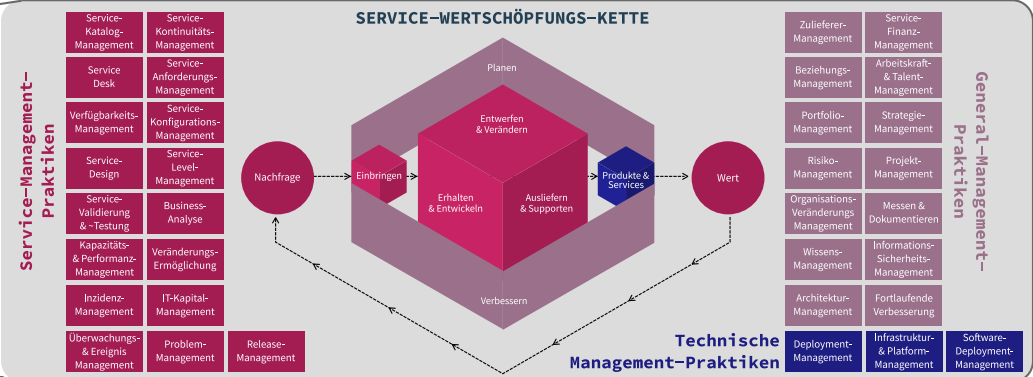 SERVICE–WERTSCHÖPFUNGS–KETTE
Service–Management–
Praktiken
Service-
Katalog-
Management
Service-
Kontinuitäts-
Management
Service
Desk
Service-
Anforderungs-
Management
Verfügbarkeits-
Management
Service-
Konfigurations-
Management
Service-
Design
Service-
Level-
Management
Service-
Validierung
& ~Testung
Business-
Analyse
Kapazitäts-
& Performanz-
Management
Veränderungs-
Ermöglichung
Inzidenz-
Management
IT-Kapital-
Management
Überwachungs-
& Ereignis
Management
Problem-
Management
Release-
Management
Planen
Nachfrage
Einbringen
Entwerfen
& Verändern
Erhalten
& Entwickeln
Ausliefern
& Supporten
Produkte &
Services
Wert
Verbessern
Zulieferer-
Management
Service-
Finanz-
Management
Beziehungs-
Management
Arbeitskraft-
& Talent-
Management
Portfolio-
Management
Strategie-
Management
Risiko-
Management
Projekt-
Management
Organisations-
Veränderungs
Management
Messen &
Dokumentieren
Wissens-
Management
Informations-
Sicherheits-
Management
Architektur-
Management
Fortlaufende
Verbesserung
General–Management–
Praktiken
Technische
Management–Praktiken
Deployment-
Management
Infrastruktur-
& Platform-
Management
Software-
Deployment-
Management